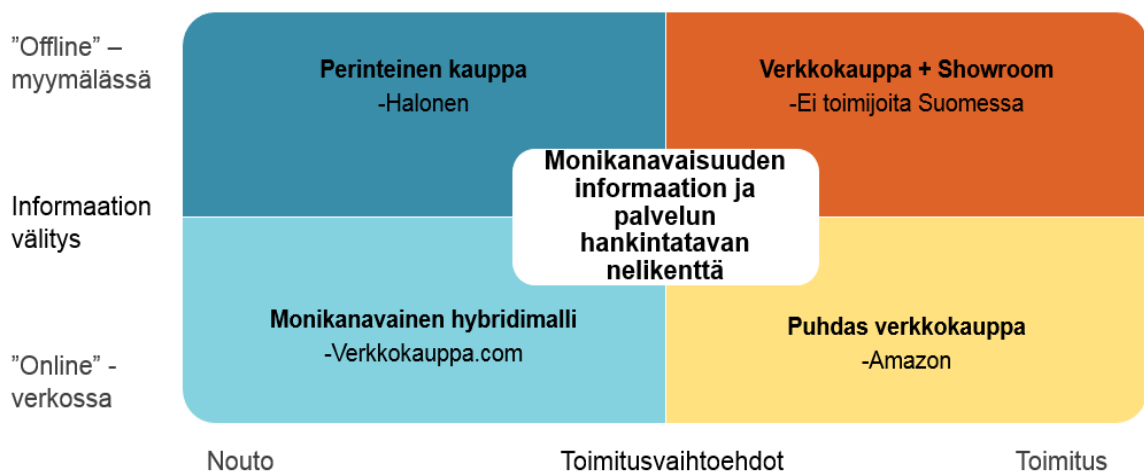 ”Offline” –
myymälässä
Perinteinen kauppa
-Halonen
Verkkokauppa + Showroom
-Ei toimijoita Suomessa
Monikanavaisuuden
informaation ja
palvelun
hankintatavan
nelikenttä
Informaation
välitys
Monikanavainen hybridimalli
-Verkkokauppa.com
Puhdas verkkokauppa
-Amazon
”Online” -
verkossa
Nouto
Toimitusvaihtoehdot
Toimitus